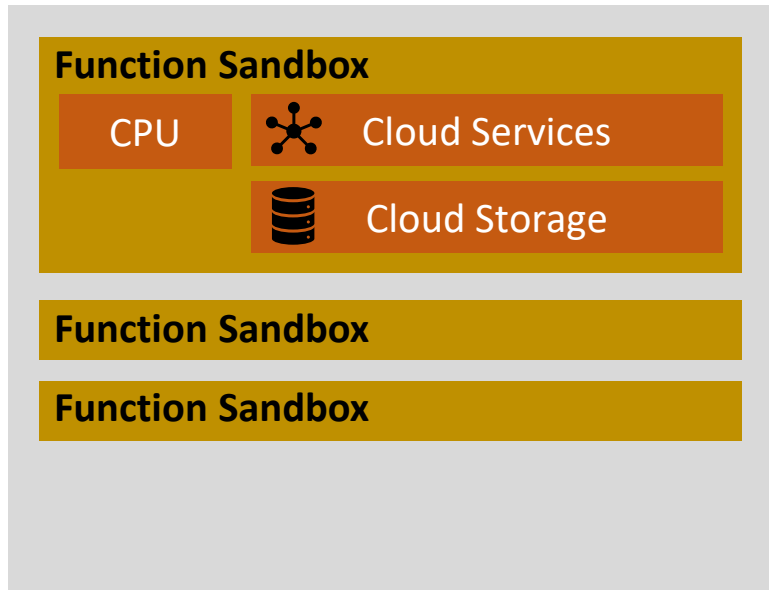 Function Sandbox
CPU
Cloud Services
Cloud Storage
Function Sandbox
Function Sandbox